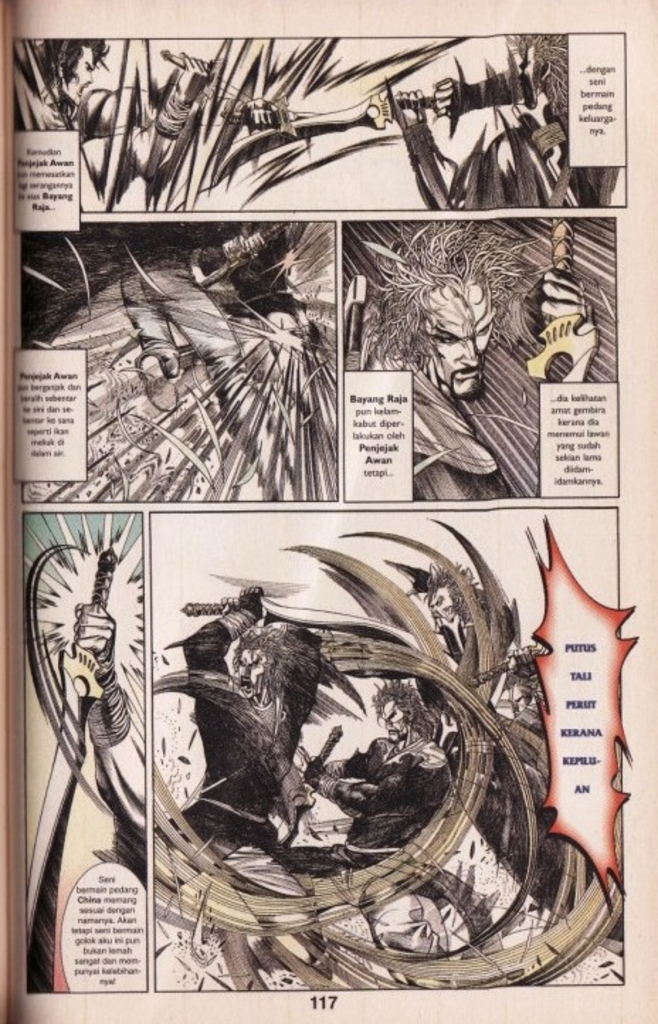 Kemudian
Penjejak Awan
pun memesatkan
lagi serangannya
ke atas Bayang
Raja...
...dengan
seni
bermain
pedang
keluarga-
nya.
Penjejak Awan
pun berganjak dan
beralih sebentar
ke sini dan se-
bentar ke sana
seperti ikan
meliuk di
dalam air.
Bayang Raja
pun kelam-
kabut diper-
lakukan oleh
Penjejak
Awan
tetapi...
...dia kelihatan
amat gembira
kerana dia
menemui lawan
yang sudah
sekian lama
diidam-
idamkannya.
Seni
bermain pedang
China memang
sesuai dengan
namanya. Akan
tetapi seni bermain
golok aku ini pun
bukan lemah
sangat dan mem-
punyai kelebihan-
nya!
PUTUS
TALI
PERUT
KERANA
KEPILU-
AN
117